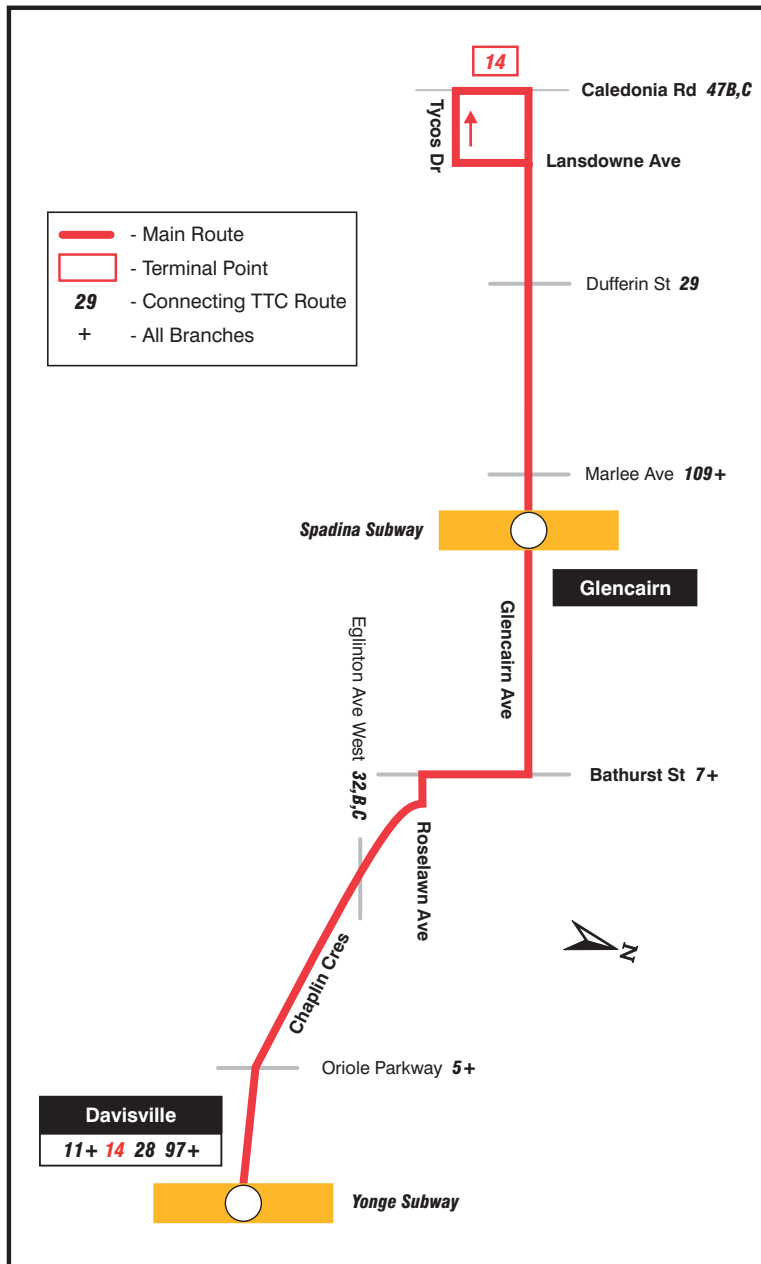 14
Caledonia Rd 47B,C
Tycos Dr
Lansdowne Ave
- Main Route
- Terminal Point
29 - Connecting TTC Route
+ - All Branches
Dufferin St 29
Marlee Ave 109+
Spadina Subway
Glencairn
Glencairn Ave
Eglinton Ave West 32,B,C
Bathurst St 7+
Roselawn Ave
N
Chaplin Cres
Oriole Parkway 5+
Davisville
11+ 14 28 97+
Yonge Subway